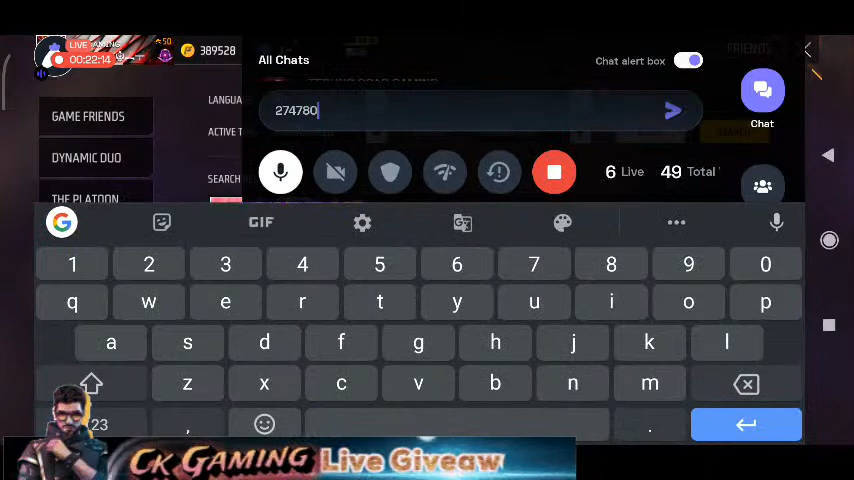 LIVE
AMING
00:22:14
50
389528
All Chats
Chat alert box
FRIENDS
GAME FRIENDS
LANGUA
274780
Chat
ACTIVE T
DYNAMIC DUO
SEARCH
6 Live
49 Total
THE PLATOON
G
GIF
1 2 3 4 5 6 7 8 9 0
q w e r t y u i o p
a s d f g h j k l
z x c v b n m
23 , .
CK GAMING Live Giveaw